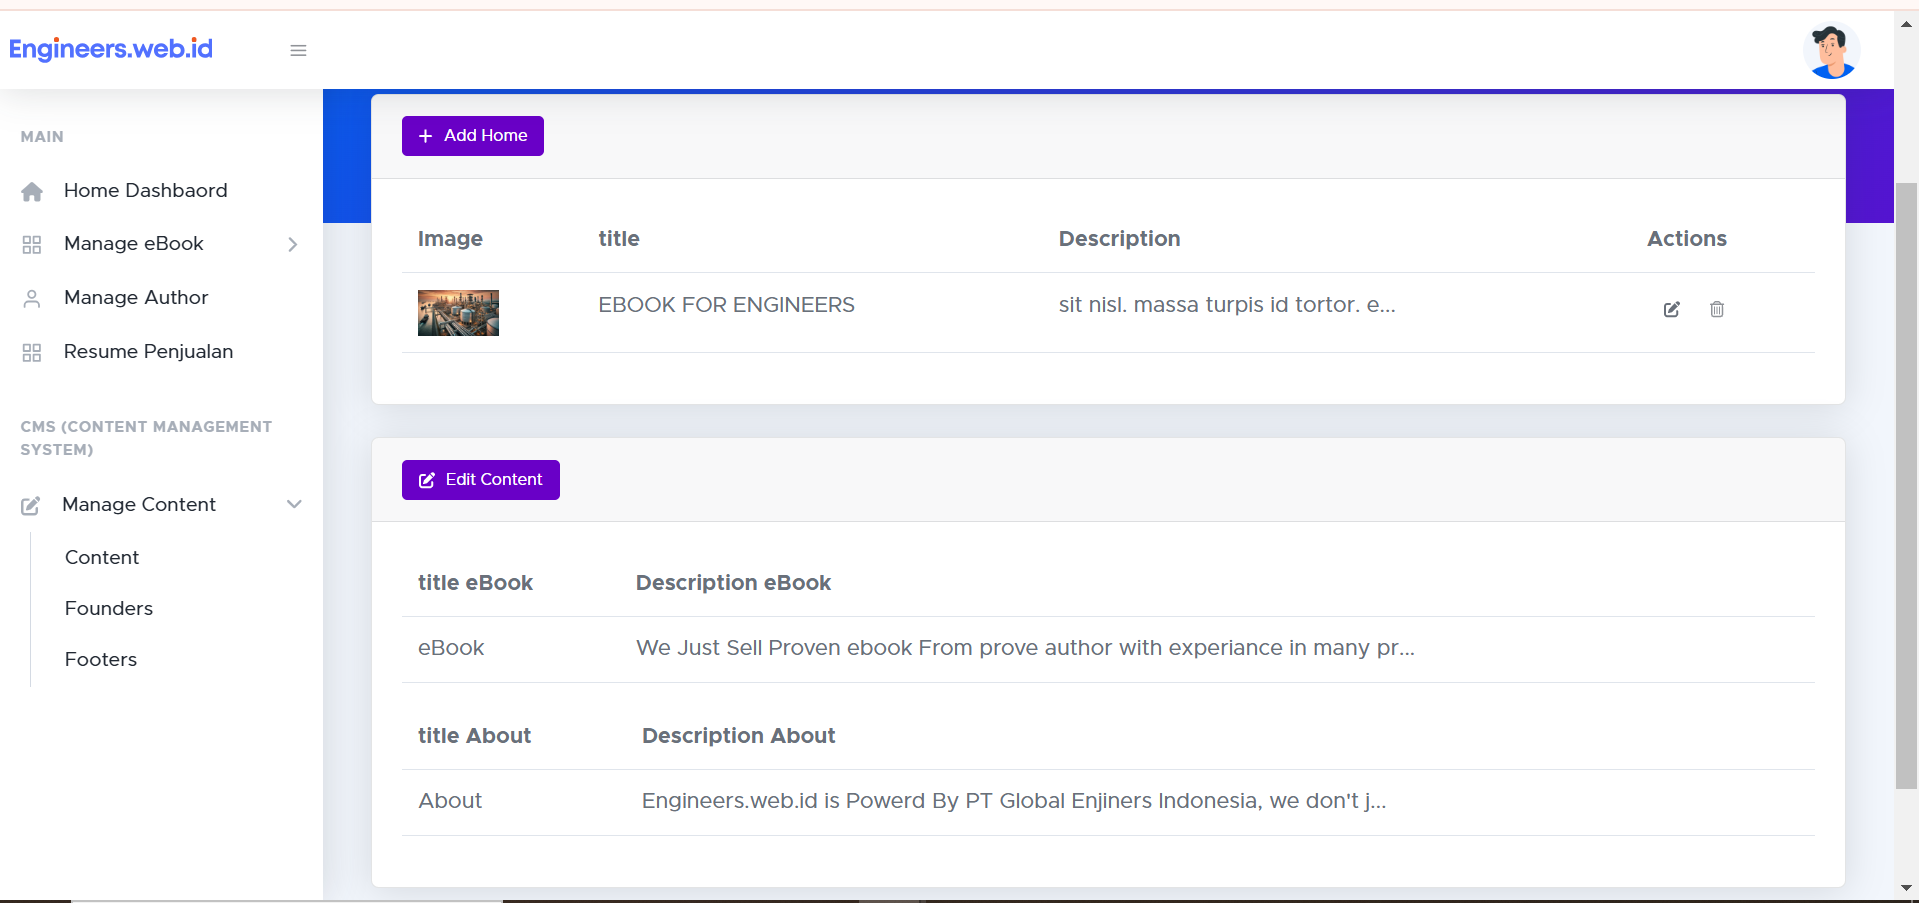 Engineers.web.id
MAIN
Home Dashbaord
Manage eBook
Manage Author
Resume Penjualan
CMS (CONTENT MANAGEMENT
SYSTEM)
Manage Content
Content
Founders
Footers
Add Home
Image title Description Actions
EBOOK FOR ENGINEERS sit nisl. massa turpis id tortor. e...
Edit Content
title eBook Description eBook
eBook We Just Sell Proven ebook From prove author with experiance in many pr...
title About Description About
About Engineers.web.id is Powerd By PT Global Enjiners Indonesia, we don't j...